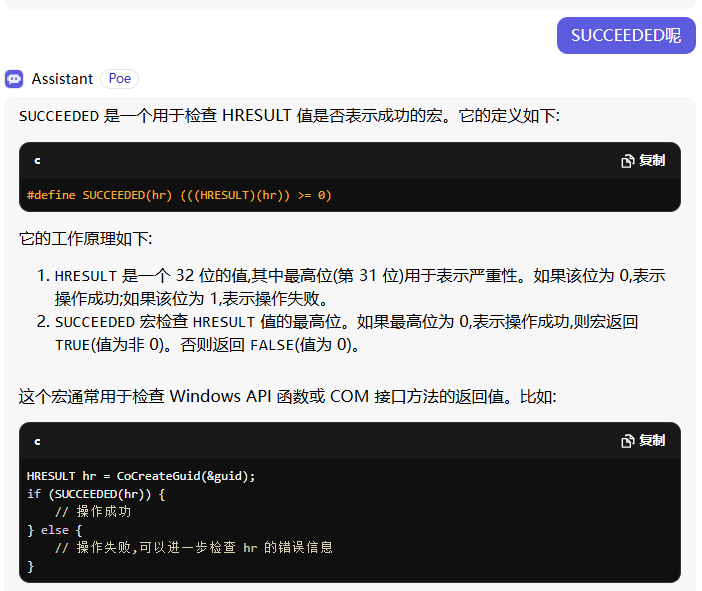 SUCCEEDED呢
Assistant Poe
SUCCEEDED 是一个用于检查 HRESULT 值是否表示成功的宏。它的定义如下:
c 复制
#define SUCCEEDED(hr) (((HRESULT)(hr)) >= 0)
它的工作原理如下:
1. HRESULT 是一个 32 位的值,其中最高位(第 31 位)用于表示严重性。如果该位为 0,表示
操作成功;如果该位为 1,表示操作失败。
2. SUCCEEDED 宏检查 HRESULT 值的最高位。如果最高位为 0,表示操作成功,则宏返回
TRUE(值为非 0)。否则返回 FALSE(值为 0)。
这个宏通常用于检查 Windows API 函数或 COM 接口方法的返回值。比如:
c 复制
HRESULT hr = CoCreateGuid(&guid);
if (SUCCEEDED(hr)) {
    // 操作成功
} else {
    // 操作失败,可以进一步检查 hr 的错误信息
}